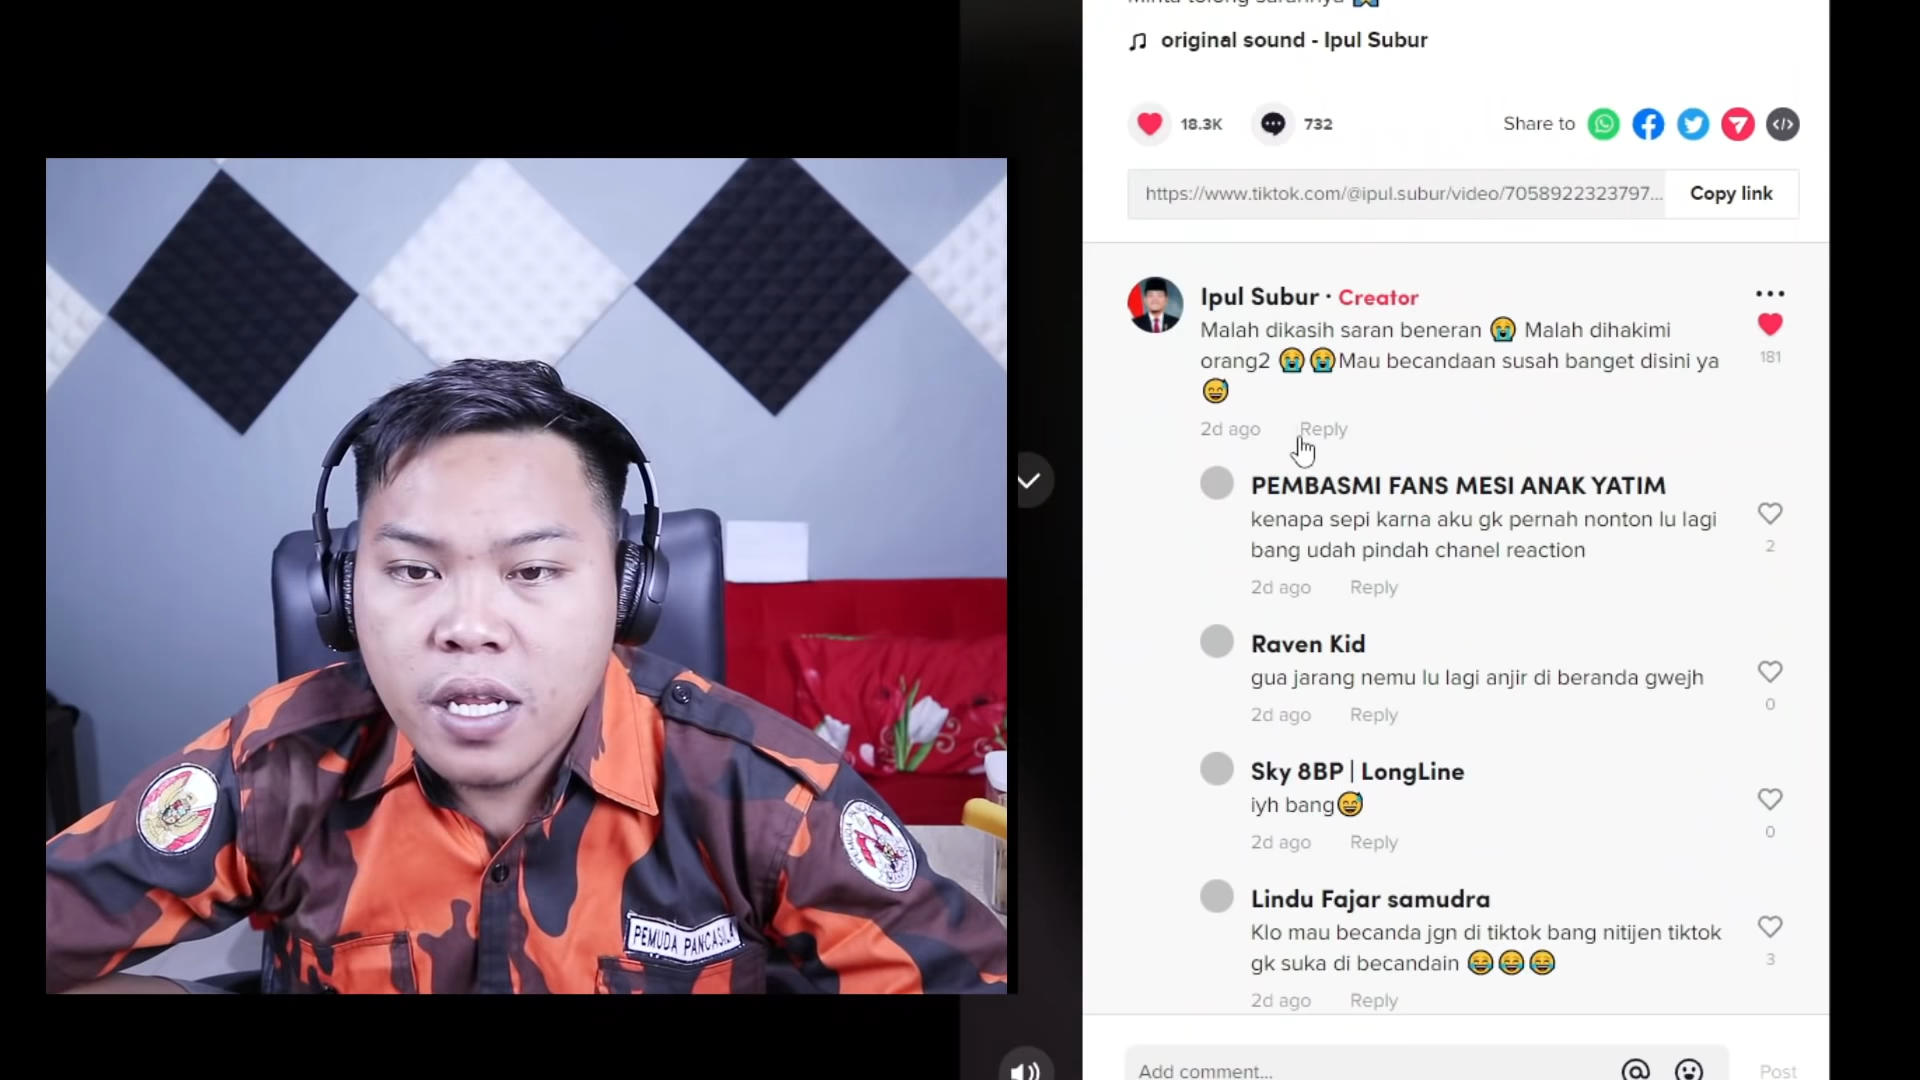 original sound - Ipul Subur
18.3K 732 Share to
https://www.tiktok.com/@ipul.subur/video/7058922323797... Copy link
Ipul Subur · Creator
Malah dikasih saran beneran 😭 Malah dihakimi
orang2 😭😭Mau becandaan susah banget disini ya
😅
181
2d ago Reply
PEMBASMI FANS MESI ANAK YATIM
kenapa sepi karna aku gk pernah nonton lu lagi
bang udah pindah chanel reaction
2
2d ago Reply
Raven Kid
gua jarang nemu lu lagi anjir di beranda gwejh
0
2d ago Reply
Sky 8BP | LongLine
iyh bang😅
0
2d ago Reply
Lindu Fajar samudra
Klo mau becanda jgn di tiktok bang nitijen tiktok
gk suka di becandain 😂😂😂
3
2d ago Reply
Add comment... Post
PEMUDA PANCASILA